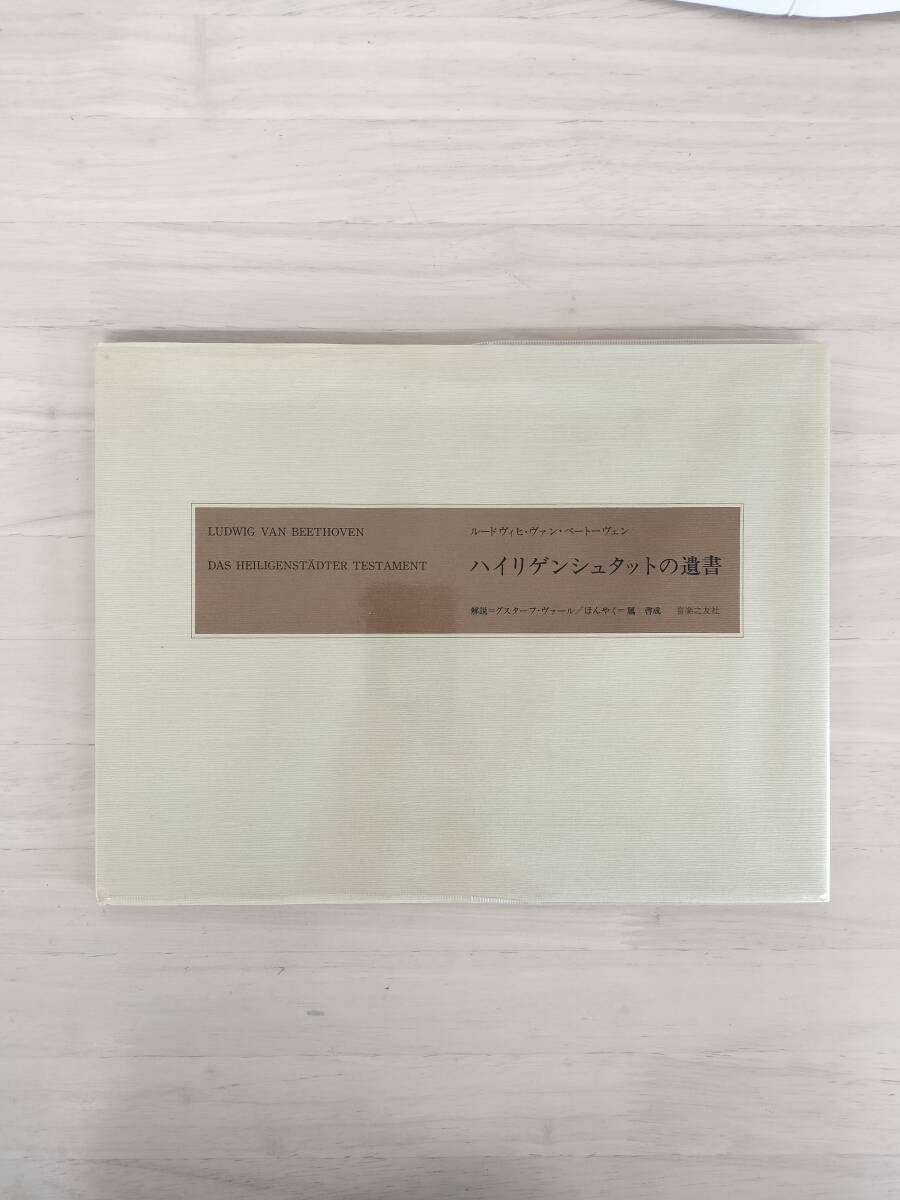 LUDWIG VAN BEETHOVEN
DAS HEILIGENSTÄDTER TESTAMENT
ルードヴィヒ・ヴァン・ベートーヴェン
ハイリゲンシュタットの遺書
解説=グスターフ・ヴァール/ほんやく=属 啓成 音楽之友社